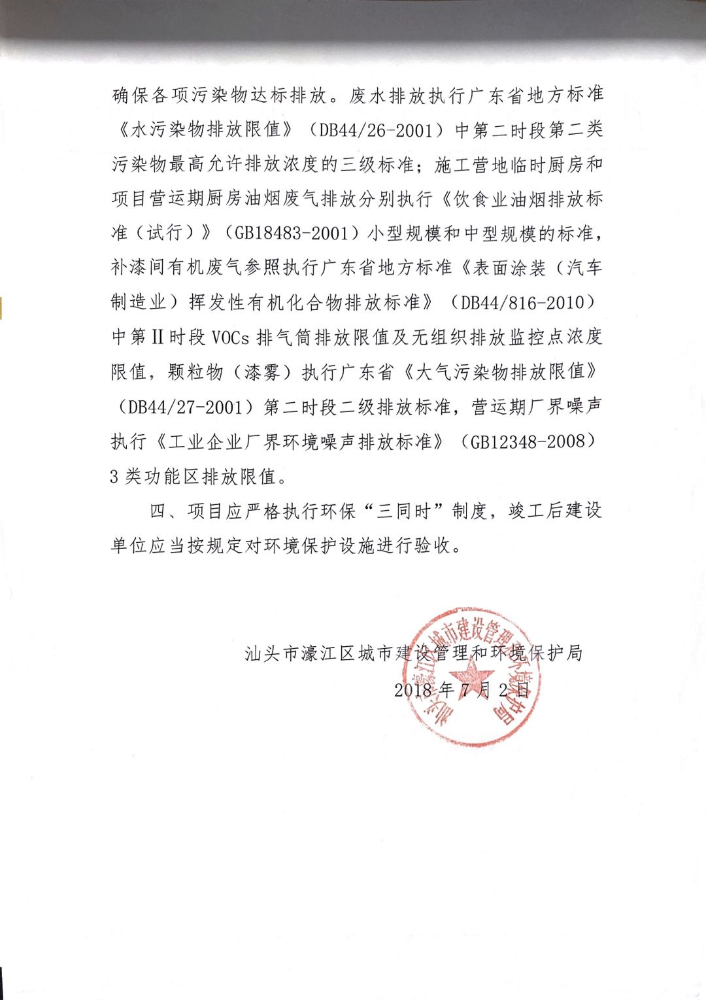 确保各项污染物达标排放。废水排放执行广东省地方标准
《水污染物排放限值》（DB44/26-2001）中第二时段第二类
污染物最高允许排放浓度的三级标准；施工营地临时厨房和
项目营运期厨房油烟废气排放分别执行《饮食业油烟排放标
准（试行）》（GB18483-2001）小型规模和中型规模的标准，
补漆间有机废气参照执行广东省地方标准《表面涂装（汽车
制造业）挥发性有机化合物排放标准》（DB44/816-2010）
中第Ⅱ时段 VOCs 排气筒排放限值及无组织排放监控点浓度
限值，颗粒物（漆雾）执行广东省《大气污染物排放限值》
（DB44/27-2001）第二时段二级排放标准，营运期厂界噪声
执行《工业企业厂界环境噪声排放标准》（GB12348-2008）
3 类功能区排放限值。
四、项目应严格执行环保“三同时”制度，竣工后建设
单位应当按规定对环境保护设施进行验收。
汕头市濠江区城市建设管理和环境保护局
2018 年 7 月 2 日
汕头市濠江区城市建设管理和环境保护局